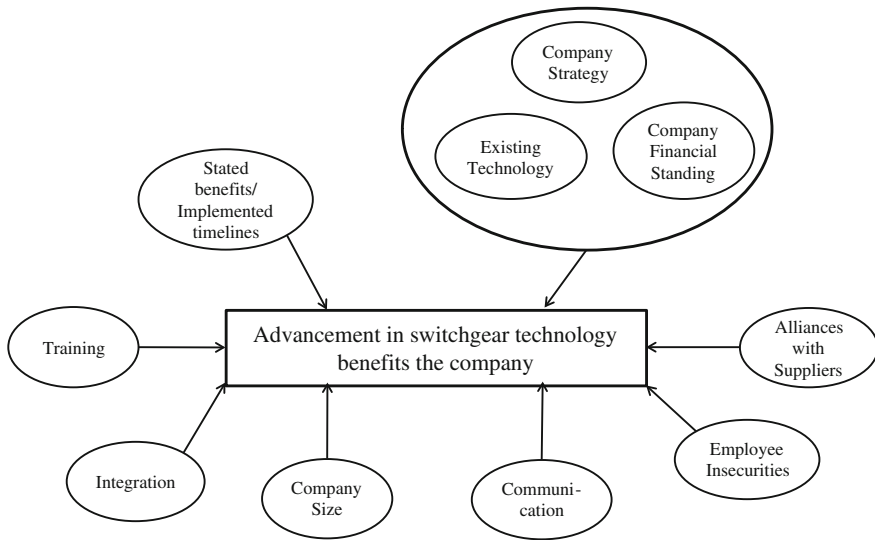 Company
Strategy
Existing
Technology
Company
Financial
Standing
Stated
benefits/
Implemented
timelines
Advancement in switchgear technology
benefits the company
Training
Alliances
with
Suppliers
Integration
Company
Size
Communi-
cation
Employee
Insecurities